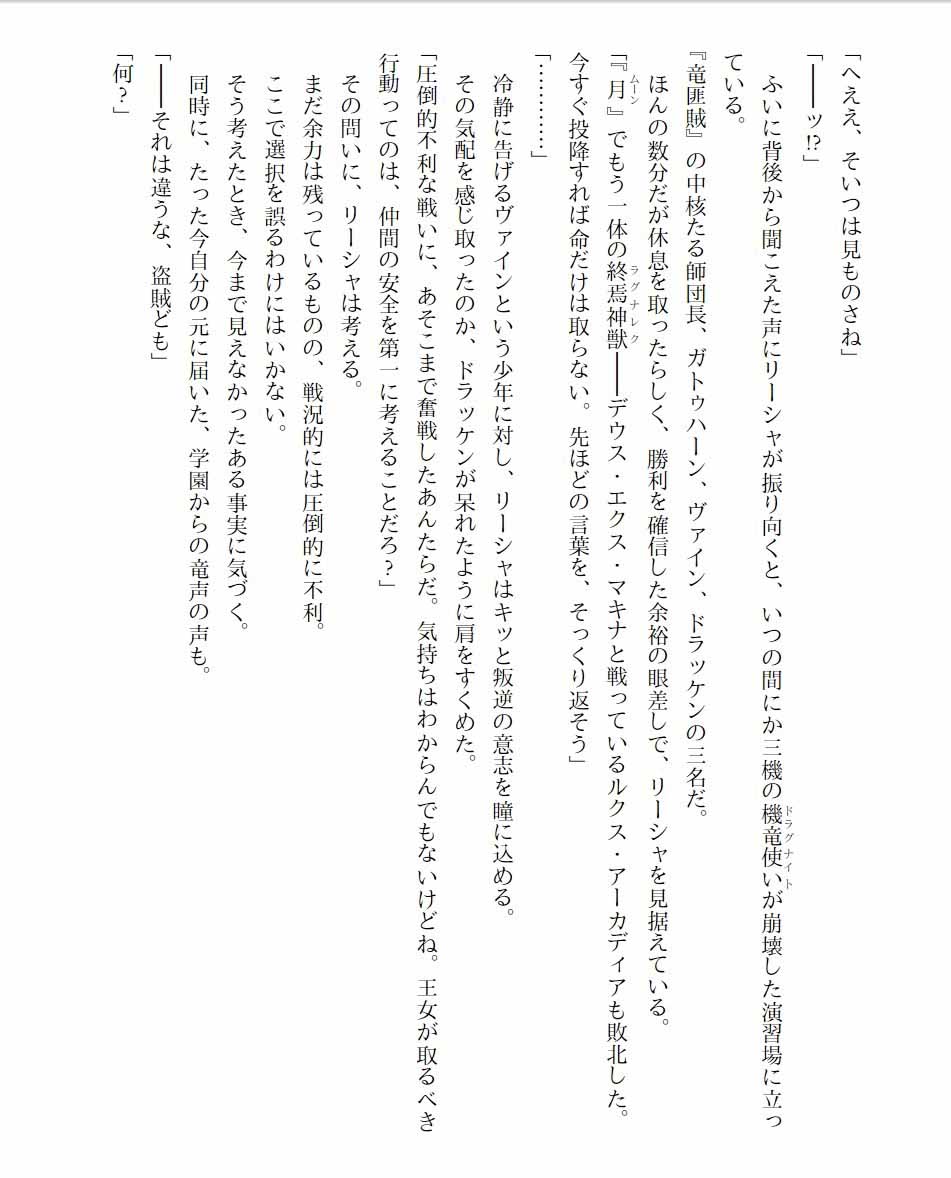 「へええ、そいつは見ものさね」
「――ッ!?」
ふいに背後から聞こえた声にリーシャが振り向くと、いつの間にか三機の機竜使いが崩壊した演習場に立っ
ドラグナイト
ている。
『竜匪賊』の中核たる師団長、ガトゥハーン、ヴァイン、ドラッケンの三名だ。
ほんの数分だが休息を取ったらしく、勝利を確信した余裕の眼差しで、リーシャを見据えている。
「『月』でもう一体の終焉神獣――デウス・エクス・マキナと戦っているルクス・アーカディアも敗北した。
ムーン
ラグナレク
今すぐ投降すれば命だけは取らない。先ほどの言葉を、そっくり返そう」
「…………」
冷静に告げるヴァインという少年に対し、リーシャはキッと叛逆の意志を瞳に込める。
その気配を感じ取ったのか、ドラッケンが呆れたように肩をすくめた。
「圧倒的不利な戦いに、あそこまで奮戦したあんたらだ。気持ちはわからんでもないけどね。王女が取るべき
行動ってのは、仲間の安全を第一に考えることだろ?」
その問いに、リーシャは考える。
まだ余力は残っているものの、戦況的には圧倒的に不利。
ここで選択を誤るわけにはいかない。
そう考えたとき、今まで見えなかったある事実に気づく。
同時に、たった今自分の元に届いた、学園からの竜声の声も。
「――それは違うな、盗賊ども」
「何?」